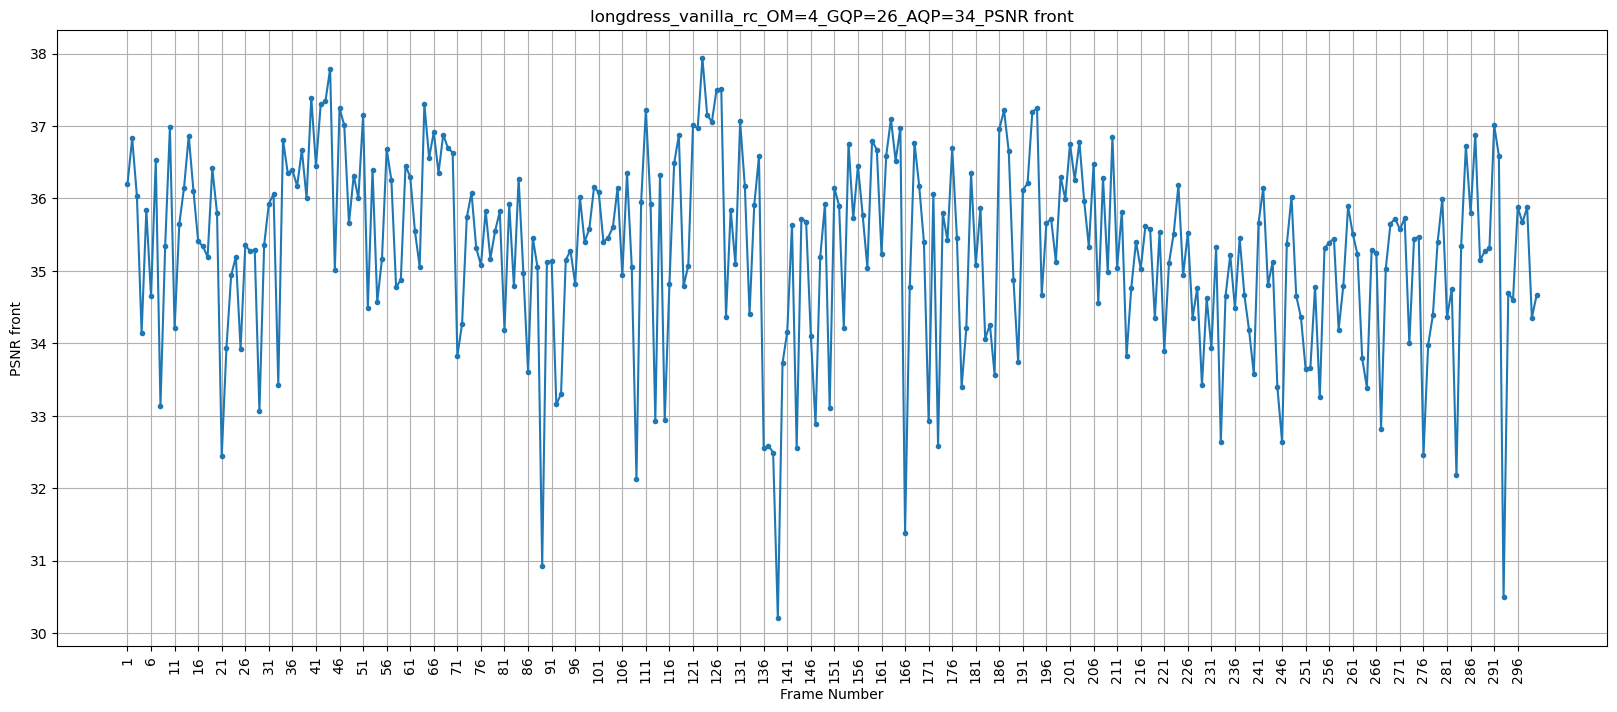 longdress_vanilla_rc_OM=4_GQP=26_AQP=34_PSNR front
38
37
36
35
34
33
32
31
30
PSNR front
1 6 11 16 21 26 31 36 41 46 51 56 61 66 71 76 81 86 91 96 101 106 111 116 121 126 131 136 141 146 151 156 161 166 171 176 181 186 191 196 201 206 211 216 221 226 231 236 241 246 251 256 261 266 271 276 281 286 291 296
Frame Number